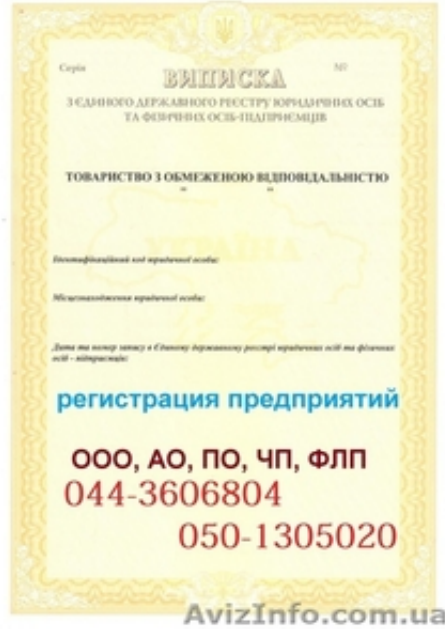 Серія №
ВИПИСКА
З ЄДИНОГО ДЕРЖАВНОГО РЕЄСТРУ ЮРИДИЧНИХ ОСІБ
ТА ФІЗИЧНИХ ОСІБ-ПІДПРИЄМЦІВ
ТОВАРИСТВО З ОБМЕЖЕНОЮ ВІДПОВІДАЛЬНІСТЮ
" "
УКРАЇНА
Ідентифікаційний код юридичної особи:
Місцезнаходження юридичної особи:
Дата та номер запису в Єдиному державному реєстрі юридичних осіб та фізичних
осіб – підприємців:
регистрация предприятий
ООО, АО, ПО, ЧП, ФЛП
044-3606804
050-1305020
AvizInfo.com.ua